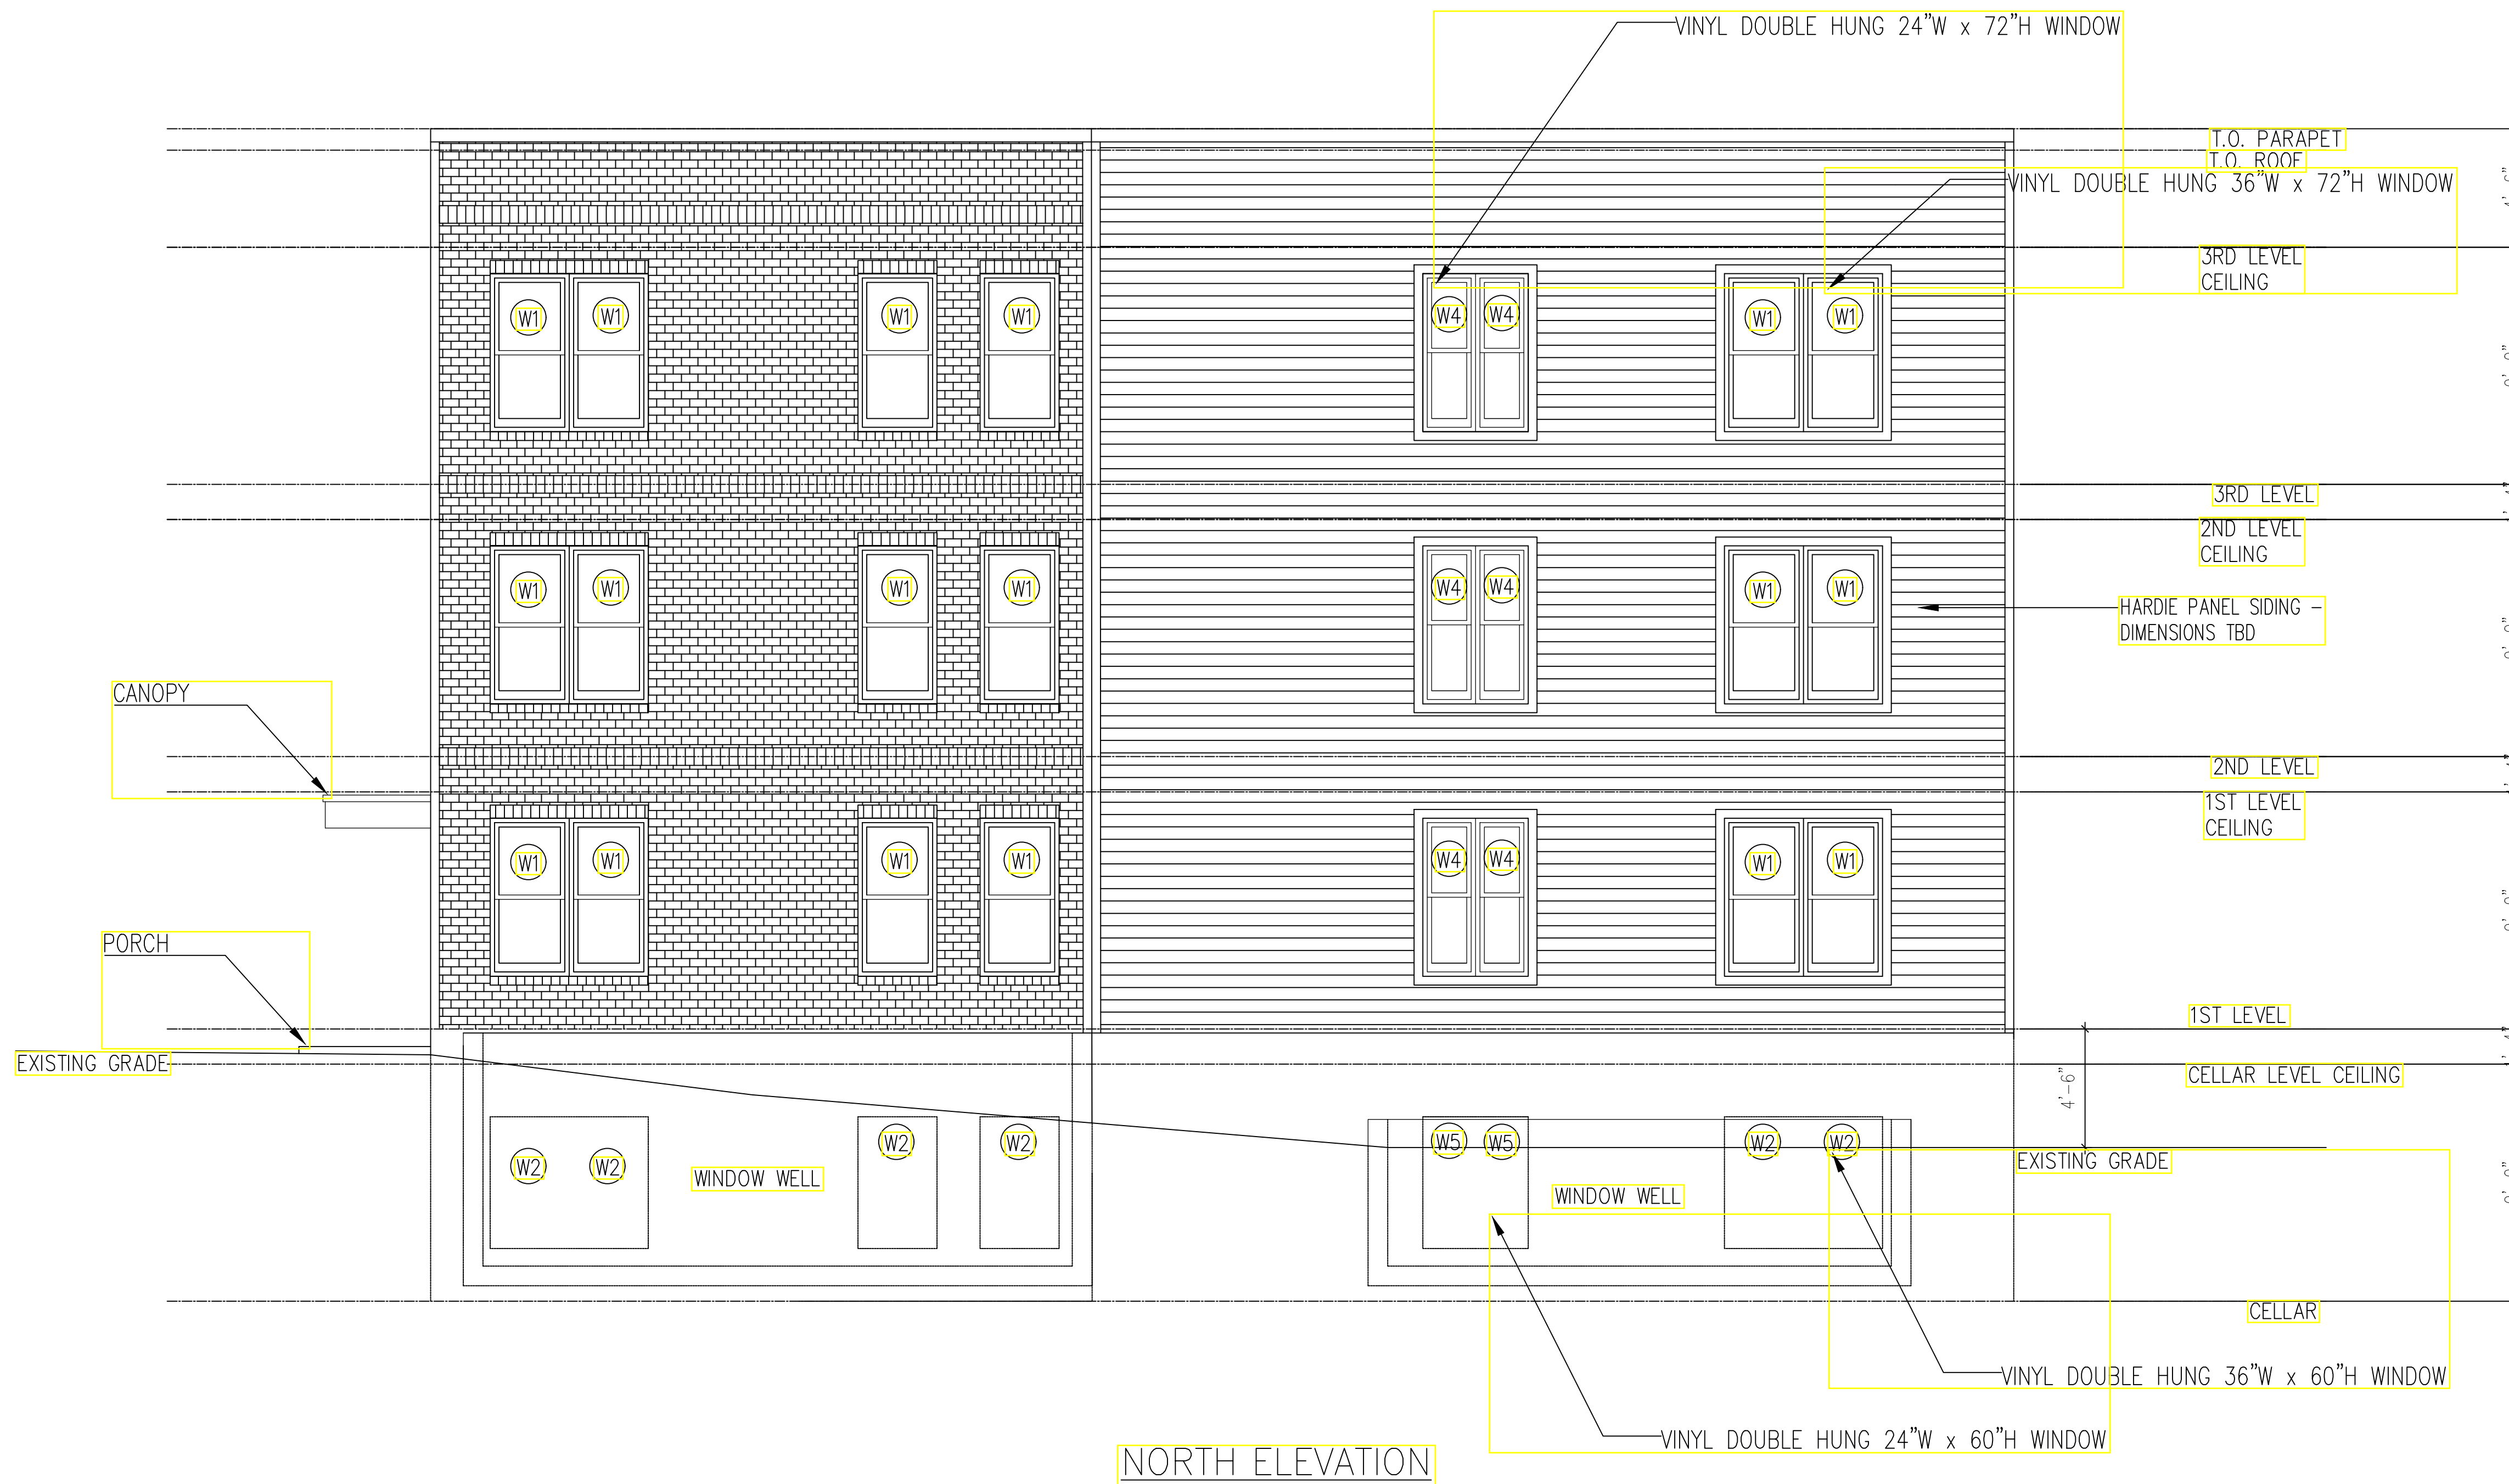 VINYL DOUBLE HUNG 24"W x 72"H WINDOW
T.O. PARAPET
T.O. ROOF
VINYL DOUBLE HUNG 36"W x 72"H WINDOW
3RD LEVEL
CEILING
W1 W1 W1 W1 W4 W4 W1 W1
3RD LEVEL
2ND LEVEL
CEILING
W1 W1 W1 W1 W4 W4 W1 W1
HARDIE PANEL SIDING -
DIMENSIONS TBD
CANOPY
2ND LEVEL
1ST LEVEL
CEILING
W1 W1 W1 W1 W4 W4 W1 W1
PORCH
1ST LEVEL
EXISTING GRADE
CELLAR LEVEL CEILING
4'-6"
W2 W2 W2 W2 W5 W5 W2 W2
EXISTING GRADE
WINDOW WELL
WINDOW WELL
CELLAR
VINYL DOUBLE HUNG 36"W x 60"H WINDOW
VINYL DOUBLE HUNG 24"W x 60"H WINDOW
NORTH ELEVATION